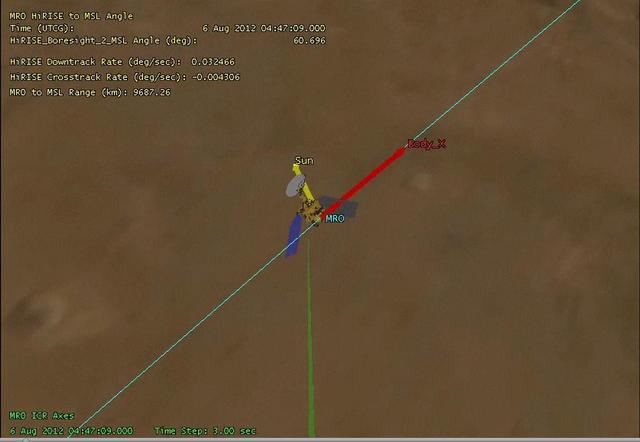 MRO HiRISE to MSL Angle
Time (UTCG): 6 Aug 2012 04:47:09.000
HiRISE_Boresight_2_MSL Angle (deg): 60.696
HiRISE Downtrack Rate (deg/sec): 0.032466
HiRISE Crosstrack Rate (deg/sec): -0.004306
MRO to MSL Range (km): 9687.26
Body_X
Sun
MRO
MRO ICR Axes
6 Aug 2012 04:47:09.000 Time Step: 3.00 sec